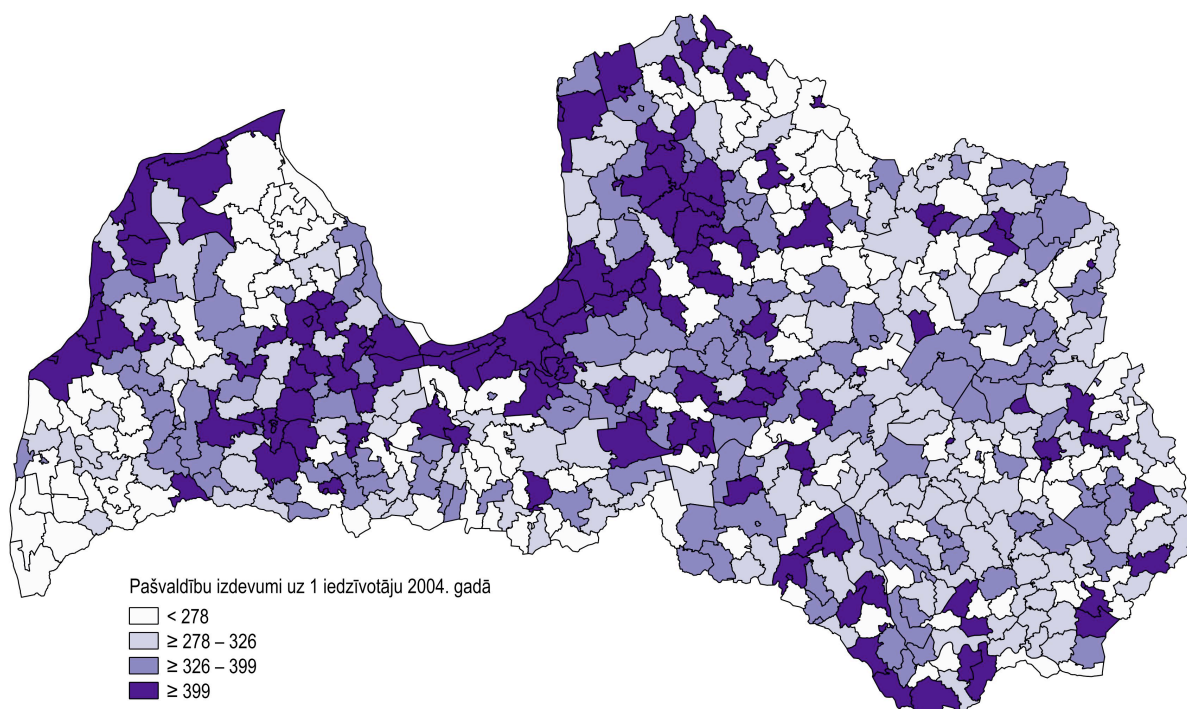 Pašvaldību izdevumi uz 1 iedzīvotāju 2004. gadā
< 278
≥ 278 – 326
≥ 326 – 399
≥ 399